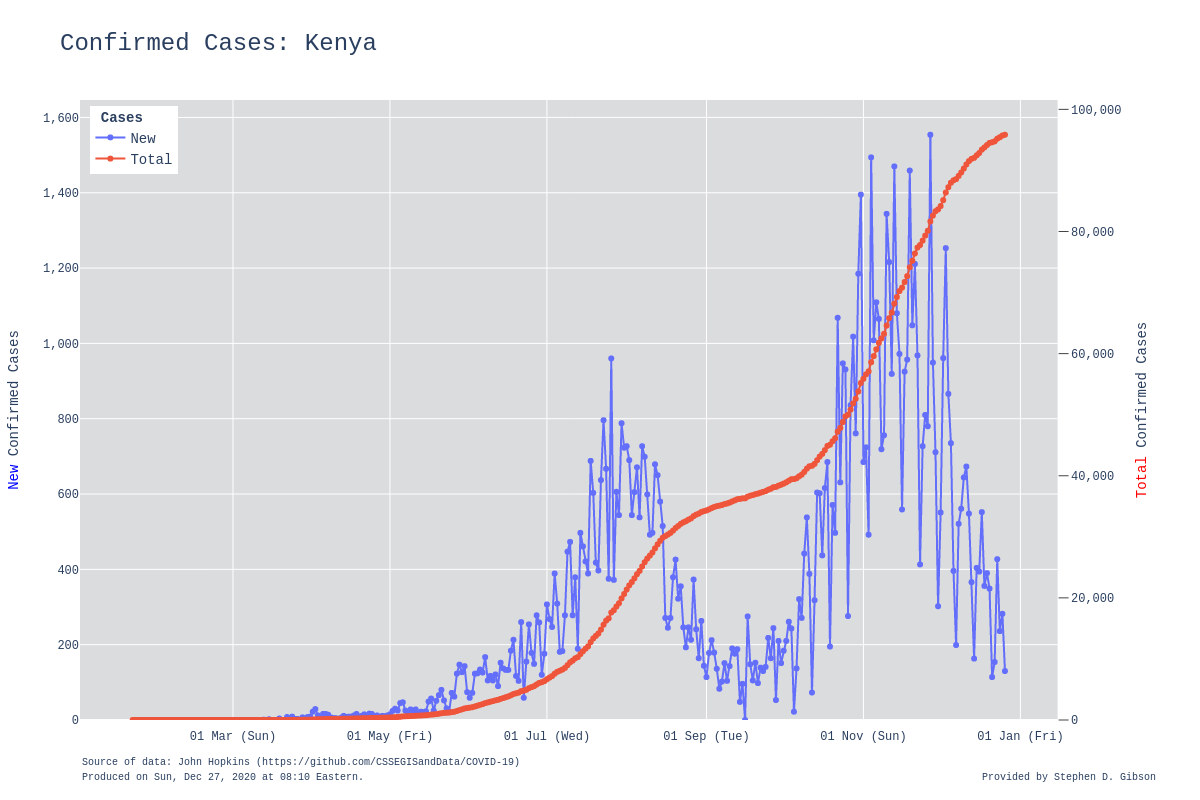 Confirmed Cases: Kenya
Cases
New
Total
1,600
1,400
1,200
1,000
800
600
400
200
0
100,000
80,000
60,000
40,000
20,000
0
New Confirmed Cases
Total Confirmed Cases
01 Mar (Sun)
01 May (Fri)
01 Jul (Wed)
01 Sep (Tue)
01 Nov (Sun)
01 Jan (Fri)
Source of data: John Hopkins (https://github.com/CSSEGISandData/COVID-19)
Produced on Sun, Dec 27, 2020 at 08:10 Eastern.
Provided by Stephen D. Gibson